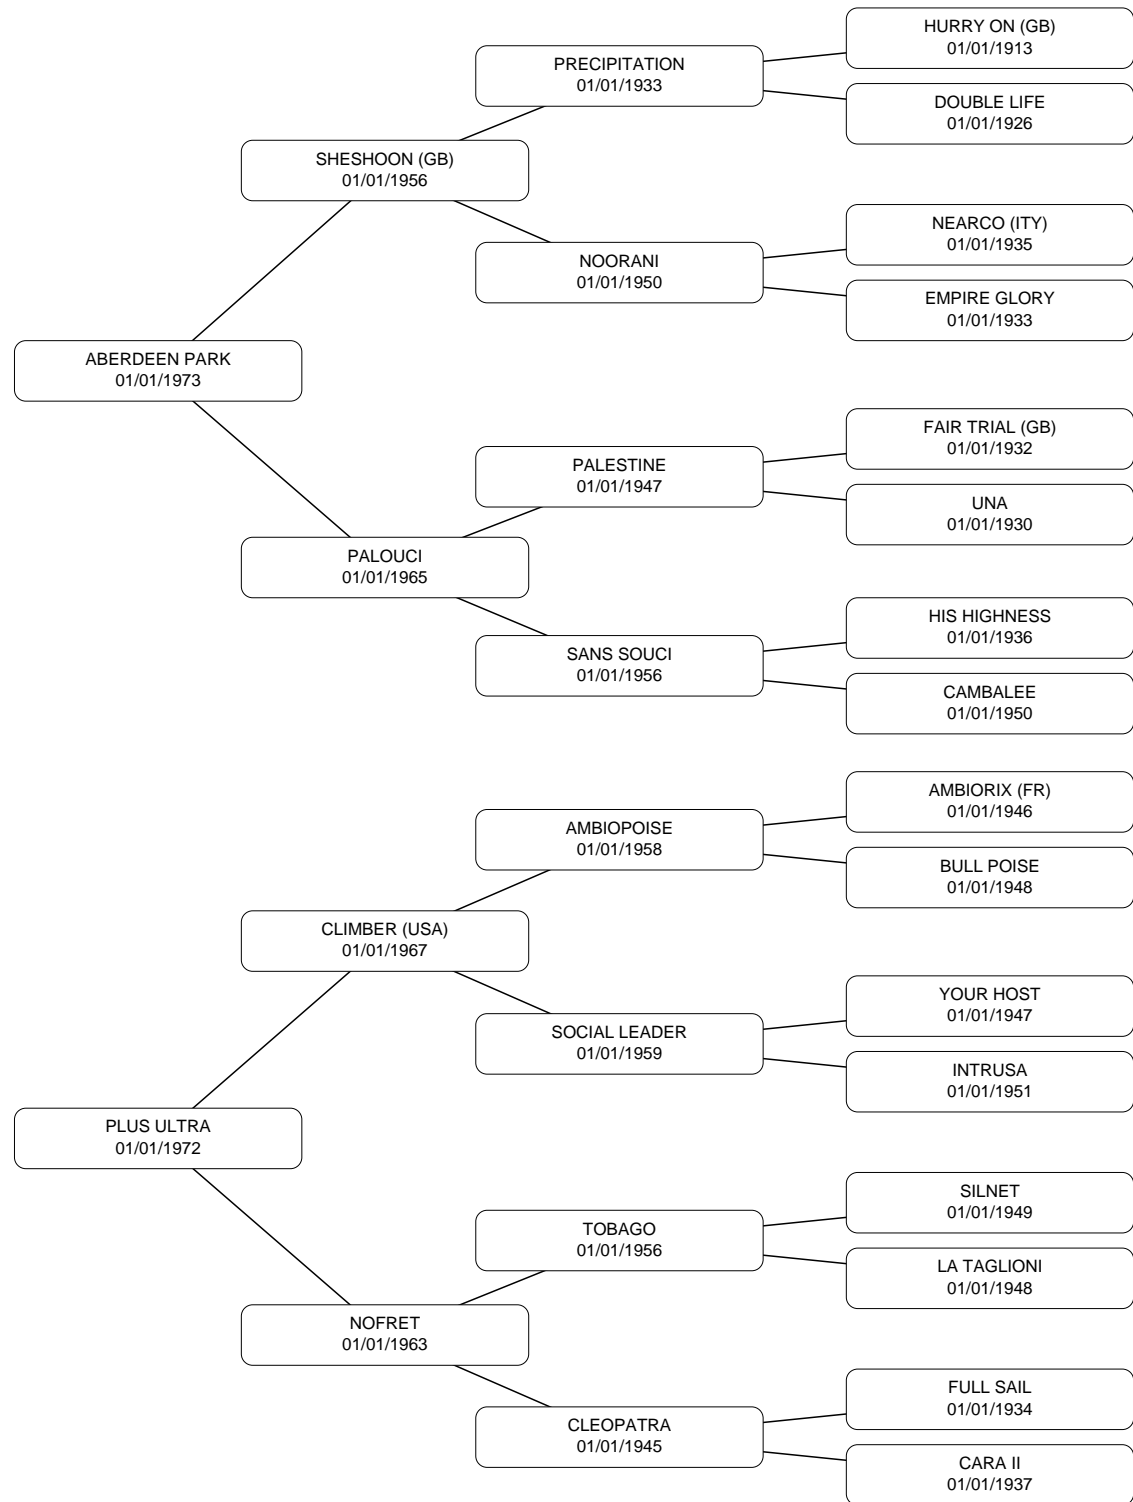 HURRY ON (GB)
01/01/1913
PRECIPITATION
01/01/1933
DOUBLE LIFE
01/01/1926
SHESHOON (GB)
01/01/1956
NEARCO (ITY)
01/01/1935
NOORANI
01/01/1950
EMPIRE GLORY
01/01/1933
ABERDEEN PARK
01/01/1973
FAIR TRIAL (GB)
01/01/1932
PALESTINE
01/01/1947
UNA
01/01/1930
PALOUCI
01/01/1965
HIS HIGHNESS
01/01/1936
SANS SOUCI
01/01/1956
CAMBALEE
01/01/1950
AMBIORIX (FR)
01/01/1946
AMBIOPOISE
01/01/1958
BULL POISE
01/01/1948
CLIMBER (USA)
01/01/1967
YOUR HOST
01/01/1947
SOCIAL LEADER
01/01/1959
INTRUSA
01/01/1951
PLUS ULTRA
01/01/1972
SILNET
01/01/1949
TOBAGO
01/01/1956
LA TAGLIONI
01/01/1948
NOFRET
01/01/1963
FULL SAIL
01/01/1934
CLEOPATRA
01/01/1945
CARA II
01/01/1937